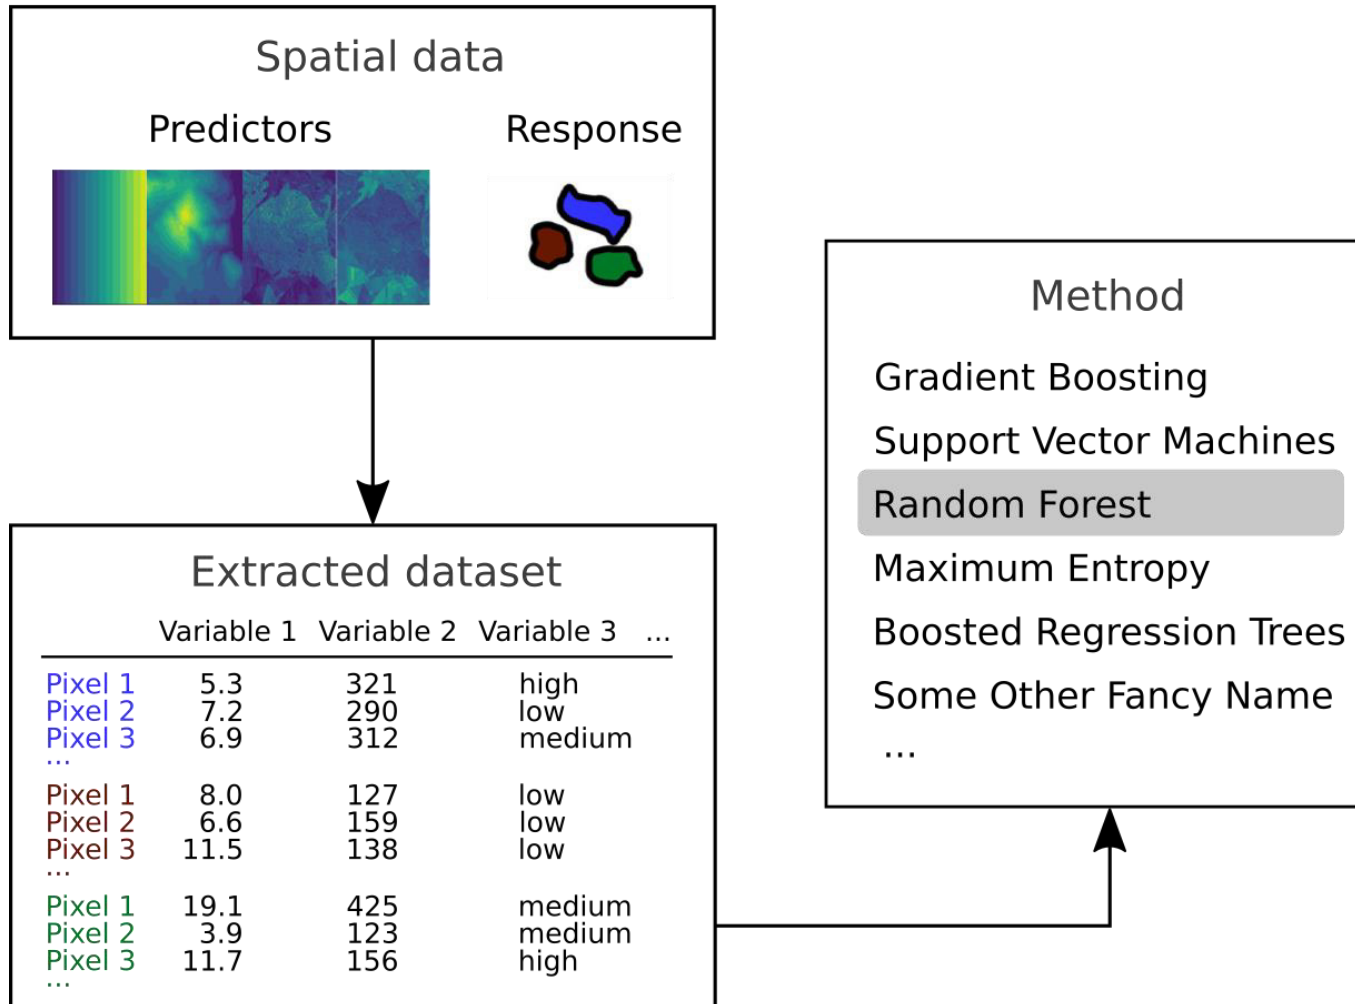 Spatial data
Predictors Response
Extracted dataset
Variable 1 Variable 2 Variable 3 ...
Pixel 1 5.3 321 high
Pixel 2 7.2 290 low
Pixel 3 6.9 312 medium
...
Pixel 1 8.0 127 low
Pixel 2 6.6 159 low
Pixel 3 11.5 138 low
...
Pixel 1 19.1 425 medium
Pixel 2 3.9 123 medium
Pixel 3 11.7 156 high
...
Method
Gradient Boosting
Support Vector Machines
Random Forest
Maximum Entropy
Boosted Regression Trees
Some Other Fancy Name
...